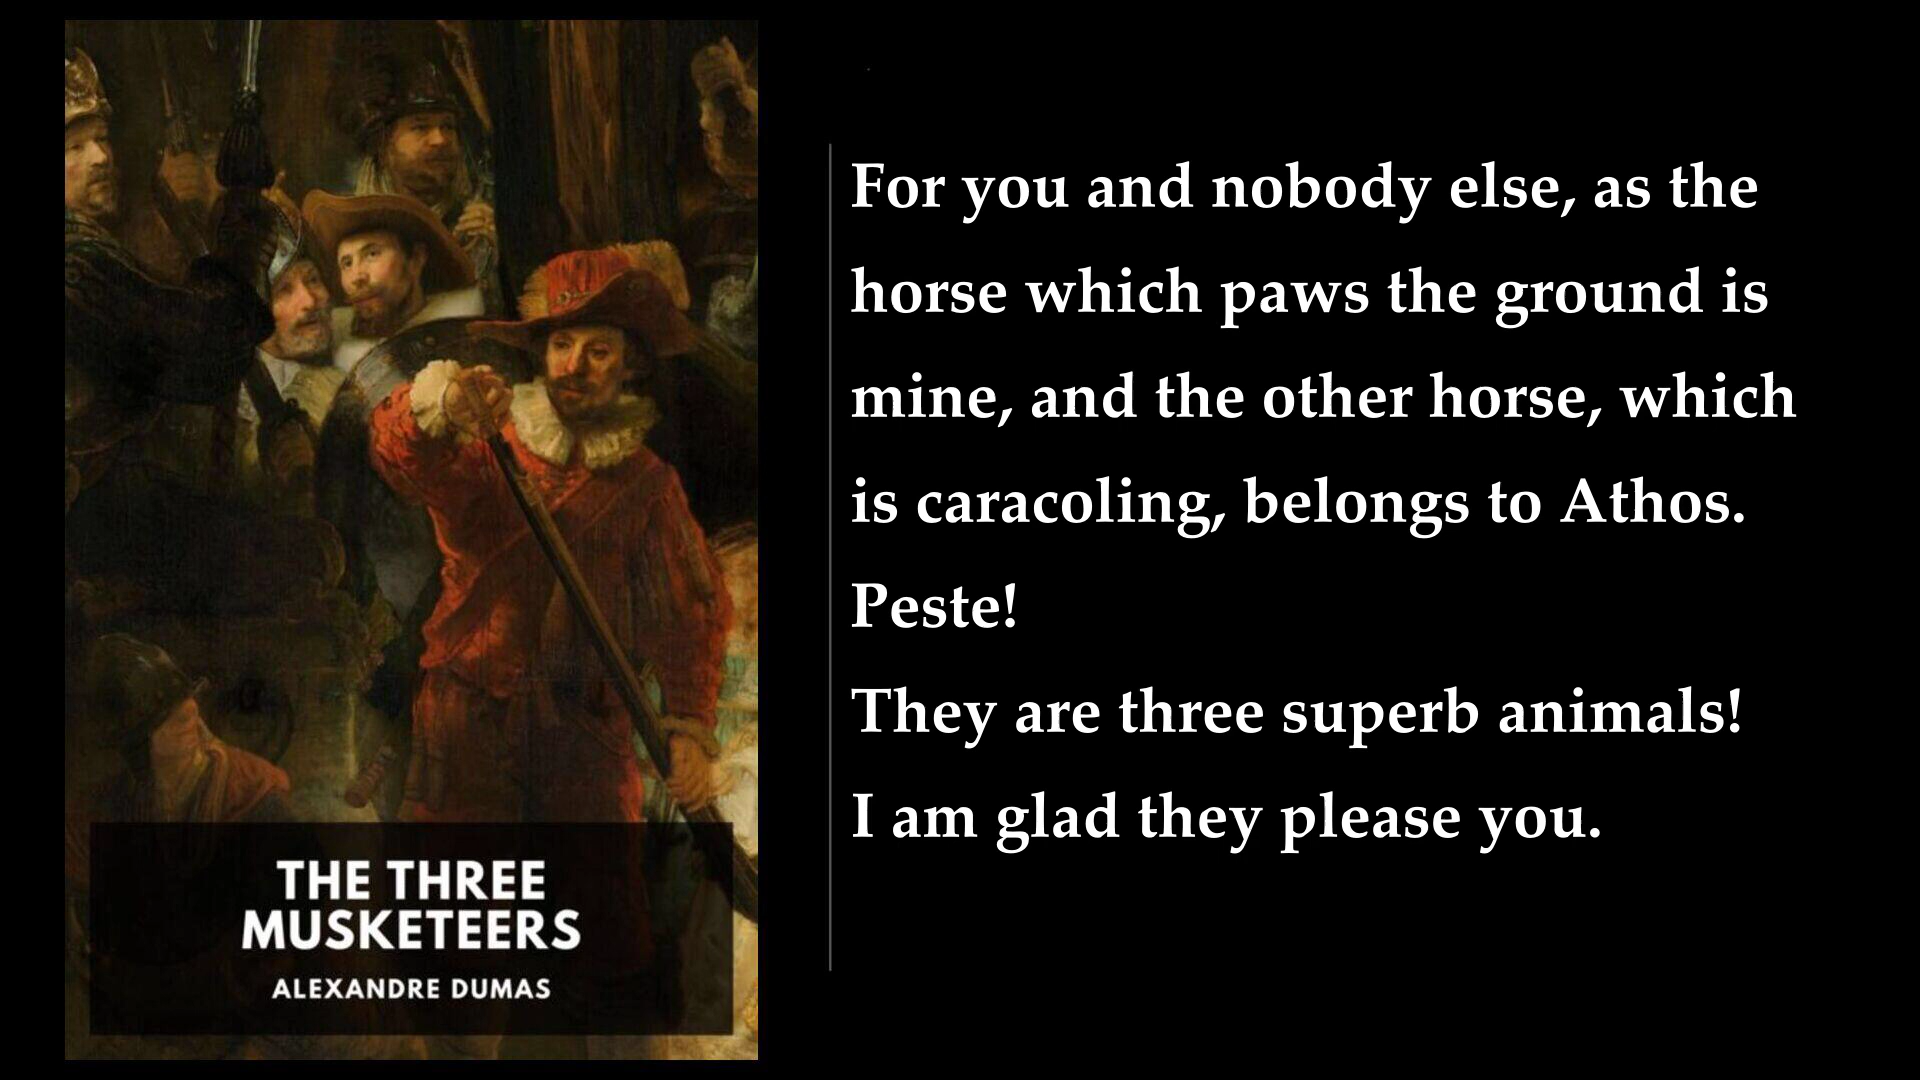 THE THREE
MUSKETEERS
ALEXANDRE DUMAS
For you and nobody else, as the
horse which paws the ground is
mine, and the other horse, which
is caracoling, belongs to Athos.
Peste!
They are three superb animals!
I am glad they please you.